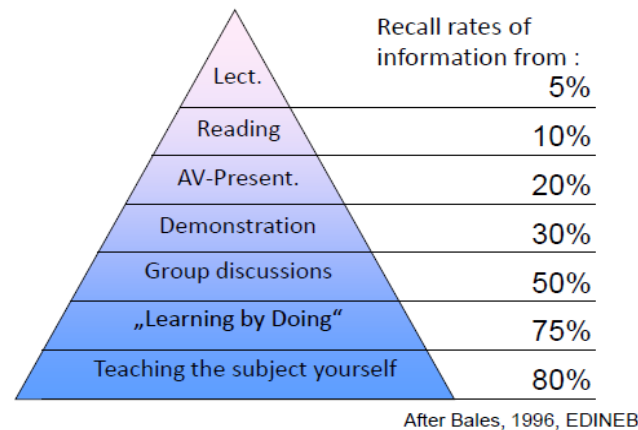 Recall rates of
information from :
Lect. 5%
Reading 10%
AV-Present. 20%
Demonstration 30%
Group discussions 50%
„Learning by Doing“ 75%
Teaching the subject yourself 80%
After Bales, 1996, EDINEB